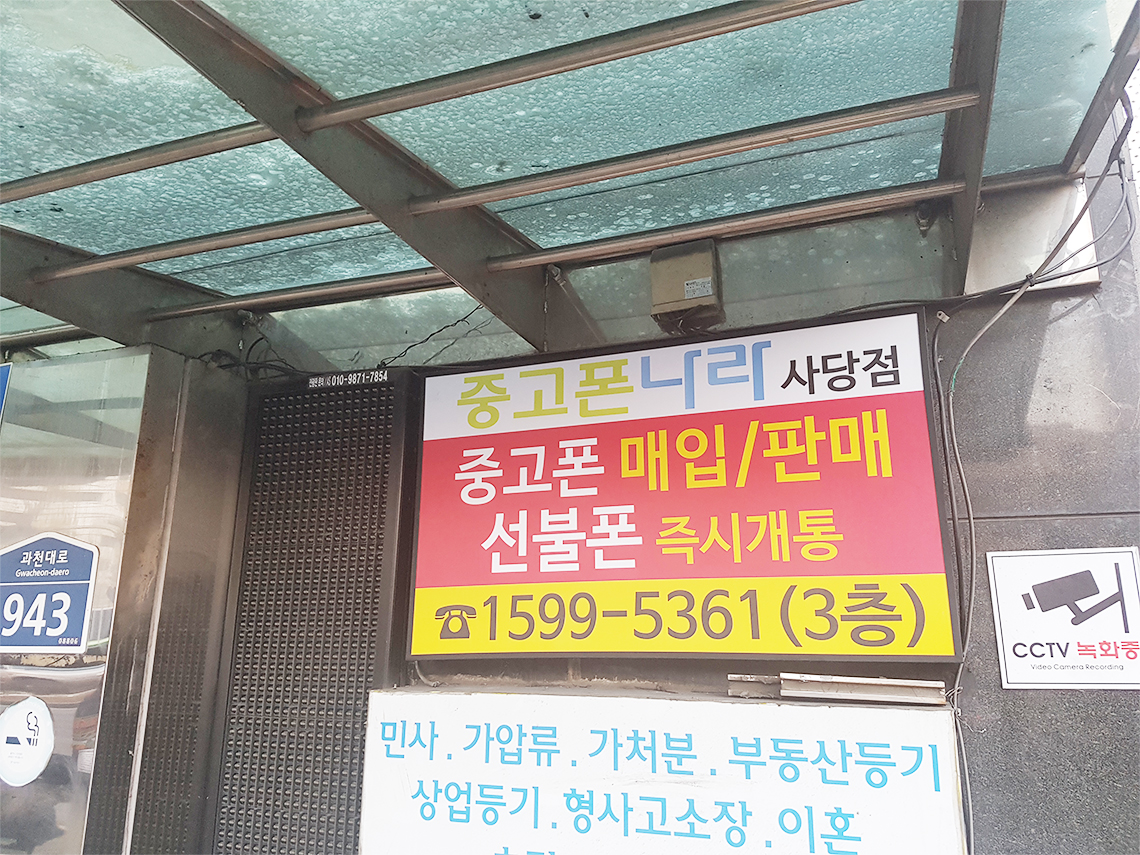 010-9871-7854
중고폰나라 사당점
중고폰 매입/판매
선불폰 즉시개통
☎1599-5361(3층)
과천대로
Gwacheon-daero
943
08806
CCTV 녹화중
Video Camera Recording
민사.가압류.가처분.부동산등기
상업등기.형사고소장.이혼